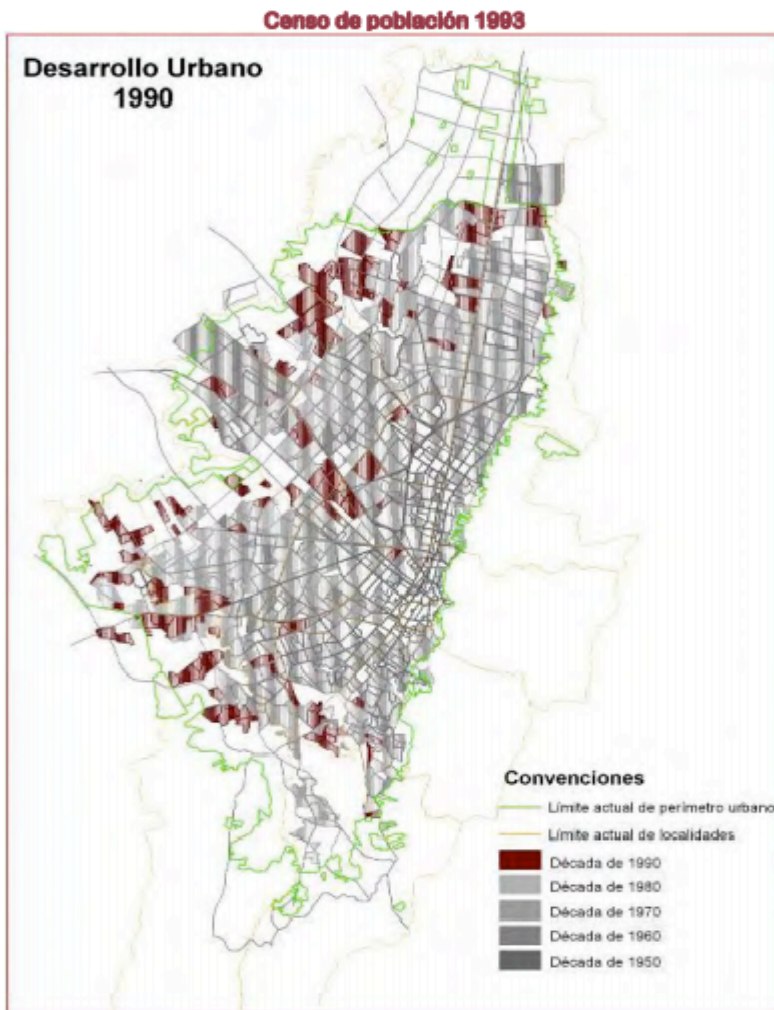 Censo de población 1993
Desarrollo Urbano
1990
Convenciones
Límite actual de perímetro urbano
Límite actual de localidades
Década de 1990
Década de 1980
Década de 1970
Década de 1960
Década de 1950